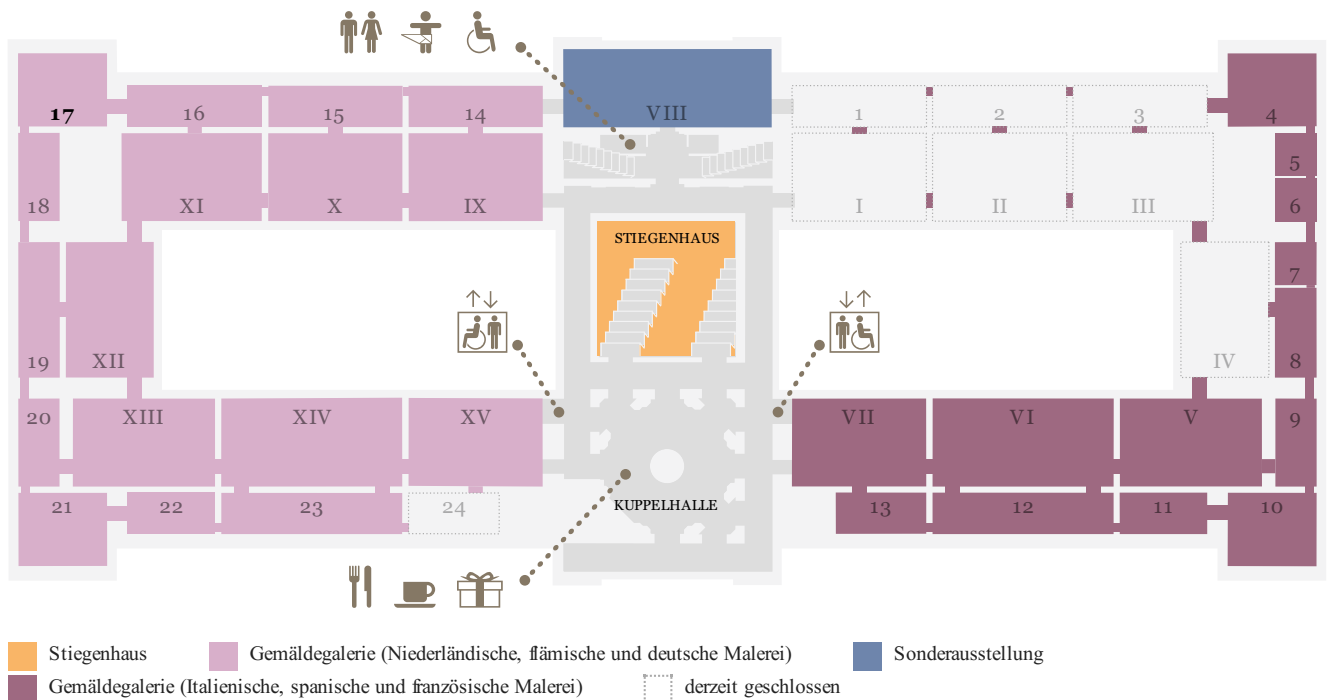 17 16 15 14 VIII 1 2 3 4
18 XI X IX I II III 5
6
STIEGENHAUS
7
19 XII IV 8
20 XIII XIV XV VII VI V 9
21 22 23 24 KUPPELHALLE 13 12 11 10
Stiegenhaus Gemäldegalerie (Niederländische, flämische und deutsche Malerei) Sonderausstellung
Gemäldegalerie (Italienische, spanische und französische Malerei) derzeit geschlossen